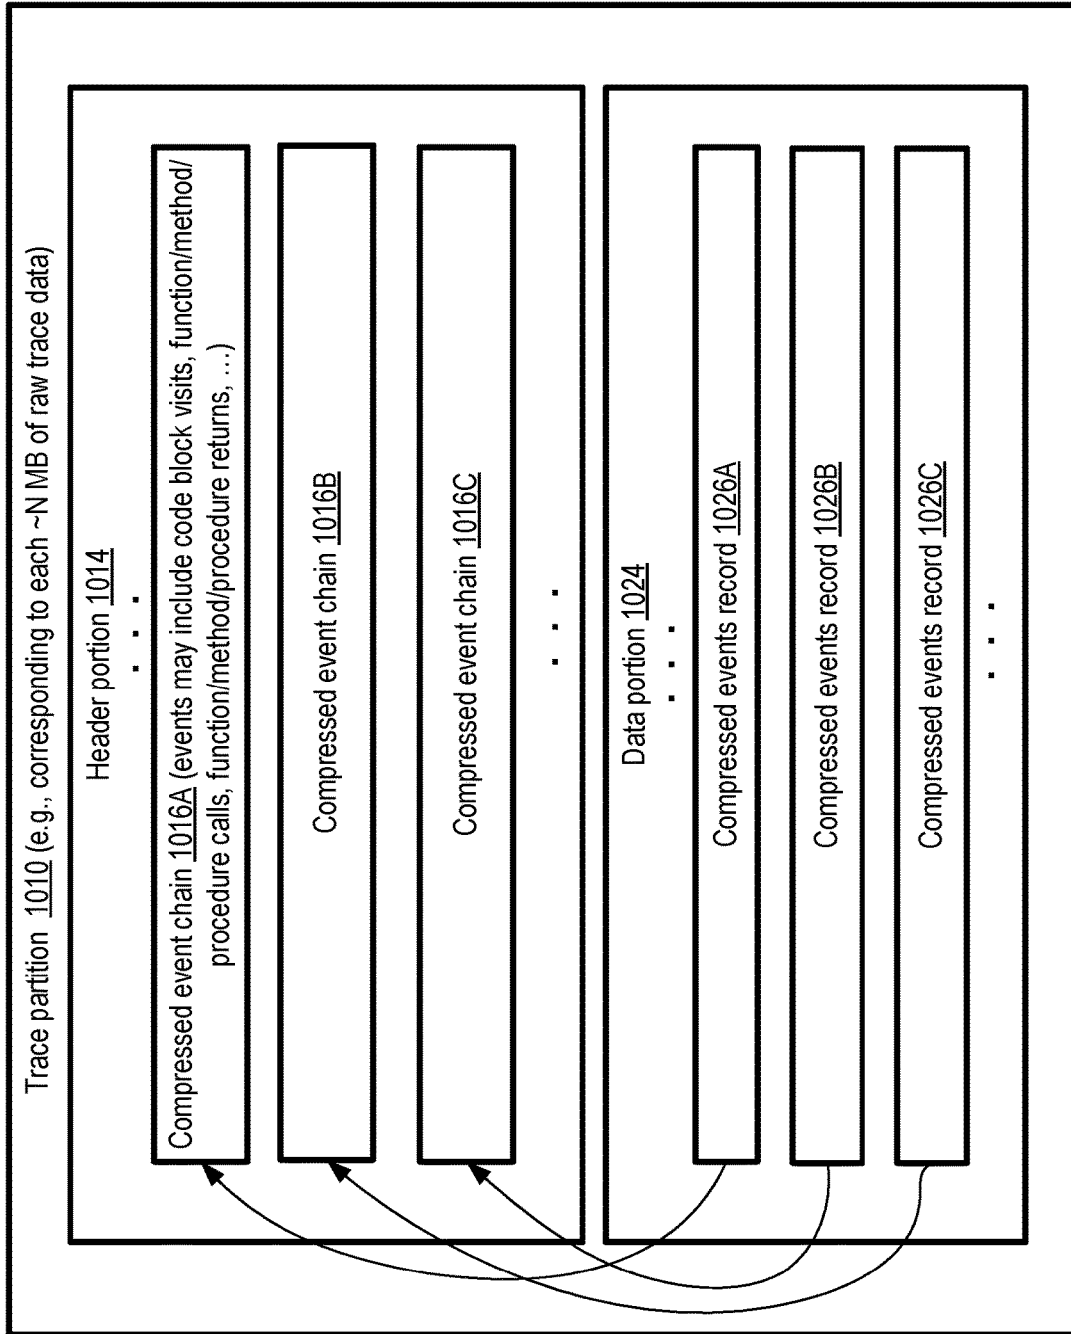 Trace partition 1010 (e.g., corresponding to each ~N MB of raw trace data)
Header portion 1014
. . .
Compressed event chain 1016A (events may include code block visits, function/method/
procedure calls, function/method/procedure returns, …)
Compressed event chain 1016B
Compressed event chain 1016C
. . .
Data portion 1024
. . .
Compressed events record 1026A
Compressed events record 1026B
Compressed events record 1026C
. . .